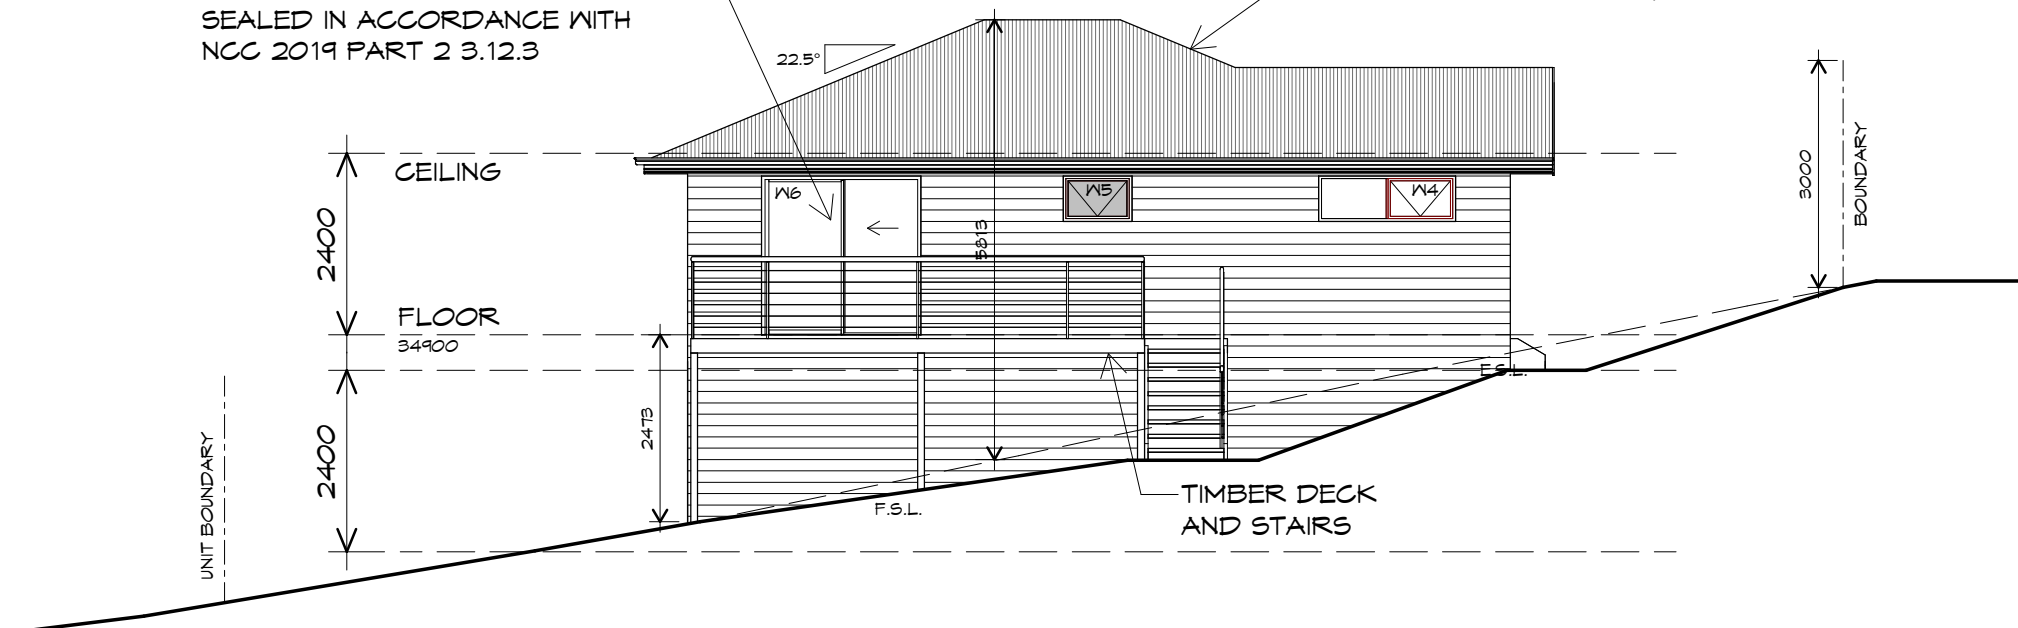 SEALED IN ACCORDANCE WITH
NCC 2019 PART 2 3.12.3
22.5°
CEILING
2400
W6
W5
W4
5813
3000
BOUNDARY
FLOOR
34900
2400
2473
E.S.L.
UNIT BOUNDARY
F.S.L.
TIMBER DECK
AND STAIRS